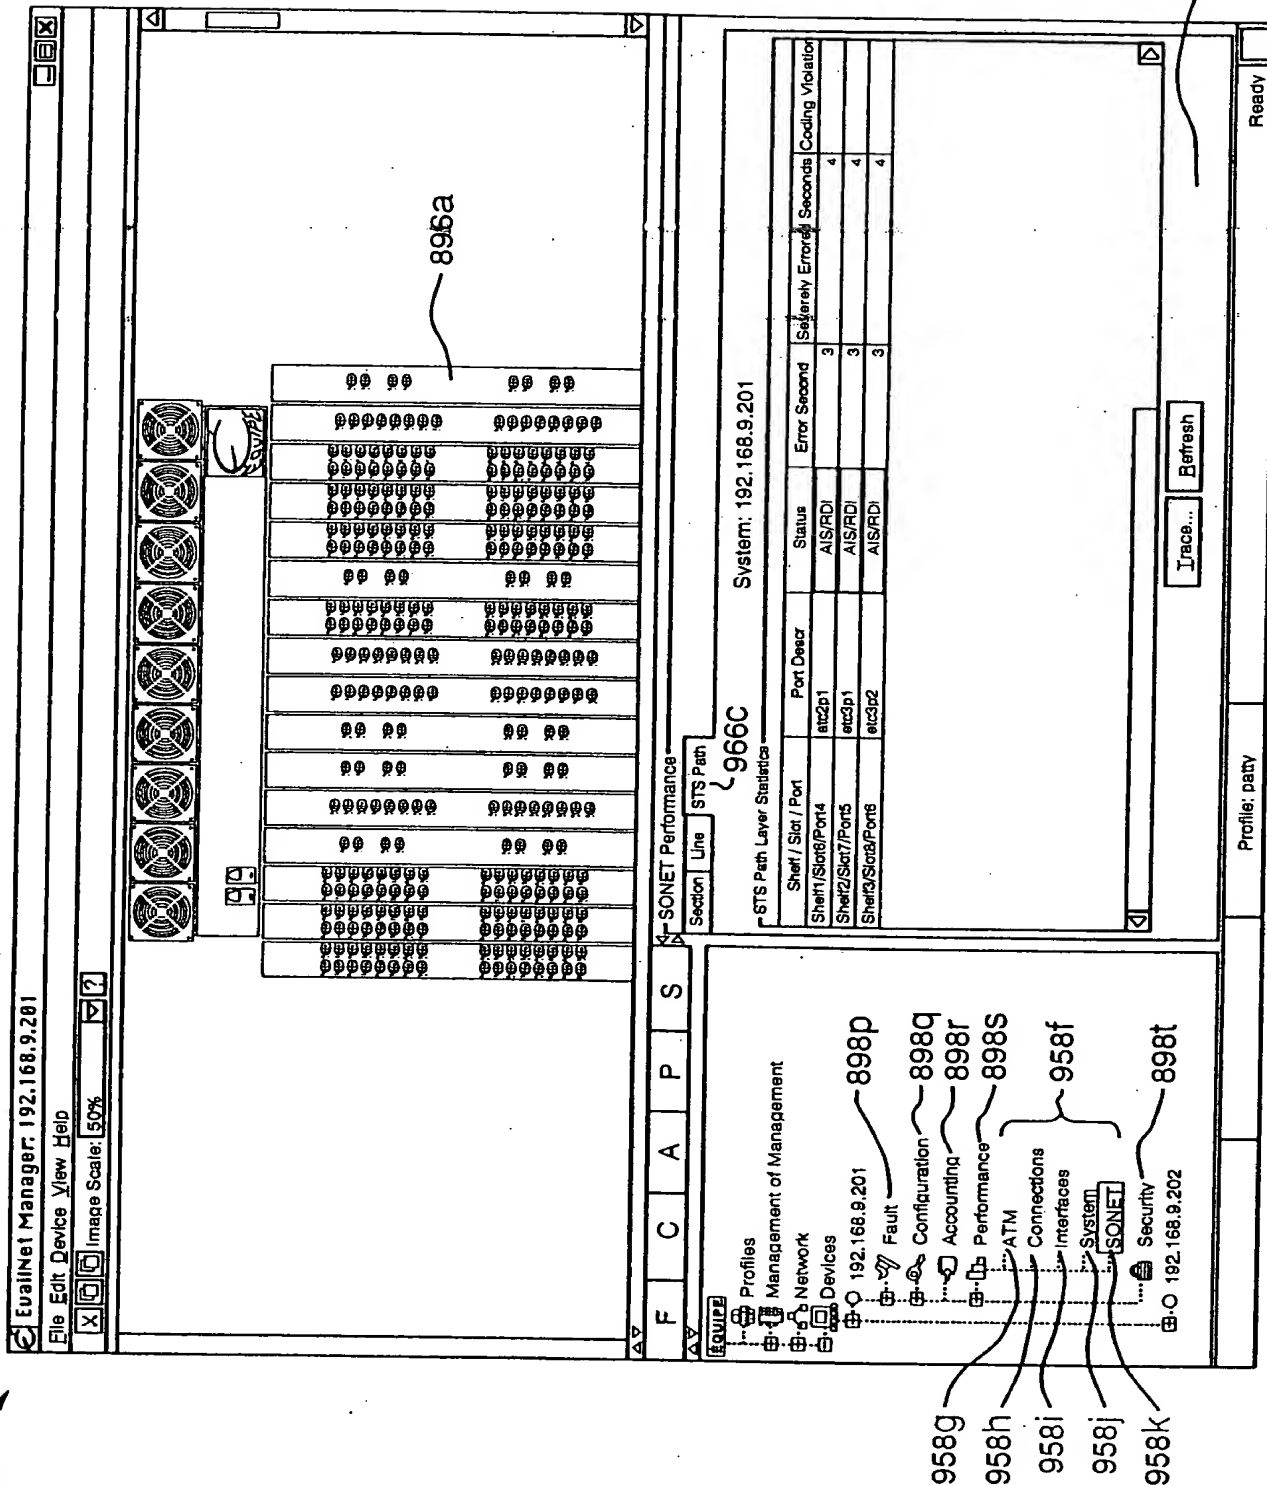 EvailNet Manager: 192.168.9.201
File Edit Device View Help
X Image Scale: 50% ?
EQUIPE
896a
F C A P S
EQUIPE
Profiles
Management of Management
Network
Devices
192.168.9.201
Fault
Configuration
Accounting
Performance
ATM
Connections
Interfaces
System
SONET
Security
192.168.9.202
898p
898q
898r
898s
958f
898t
958g
958h
958i
958j
958k
SONET Performance
Section Line STS Path
966C
System: 192.168.9.201
STS Path Layer Statistics
Shelf / Slot / Port Port Descr Status Error Second Severely Errored Seconds Coding Violation
Shelf1/Slot6/Port4 etc2p1 AIS/RDI 3 4
Shelf2/Slot7/Port5 etc3p1 AIS/RDI 3 4
Shelf3/Slot8/Port6 etc3p2 AIS/RDI 3 4
Trace... Refresh
Profile: patty
Ready